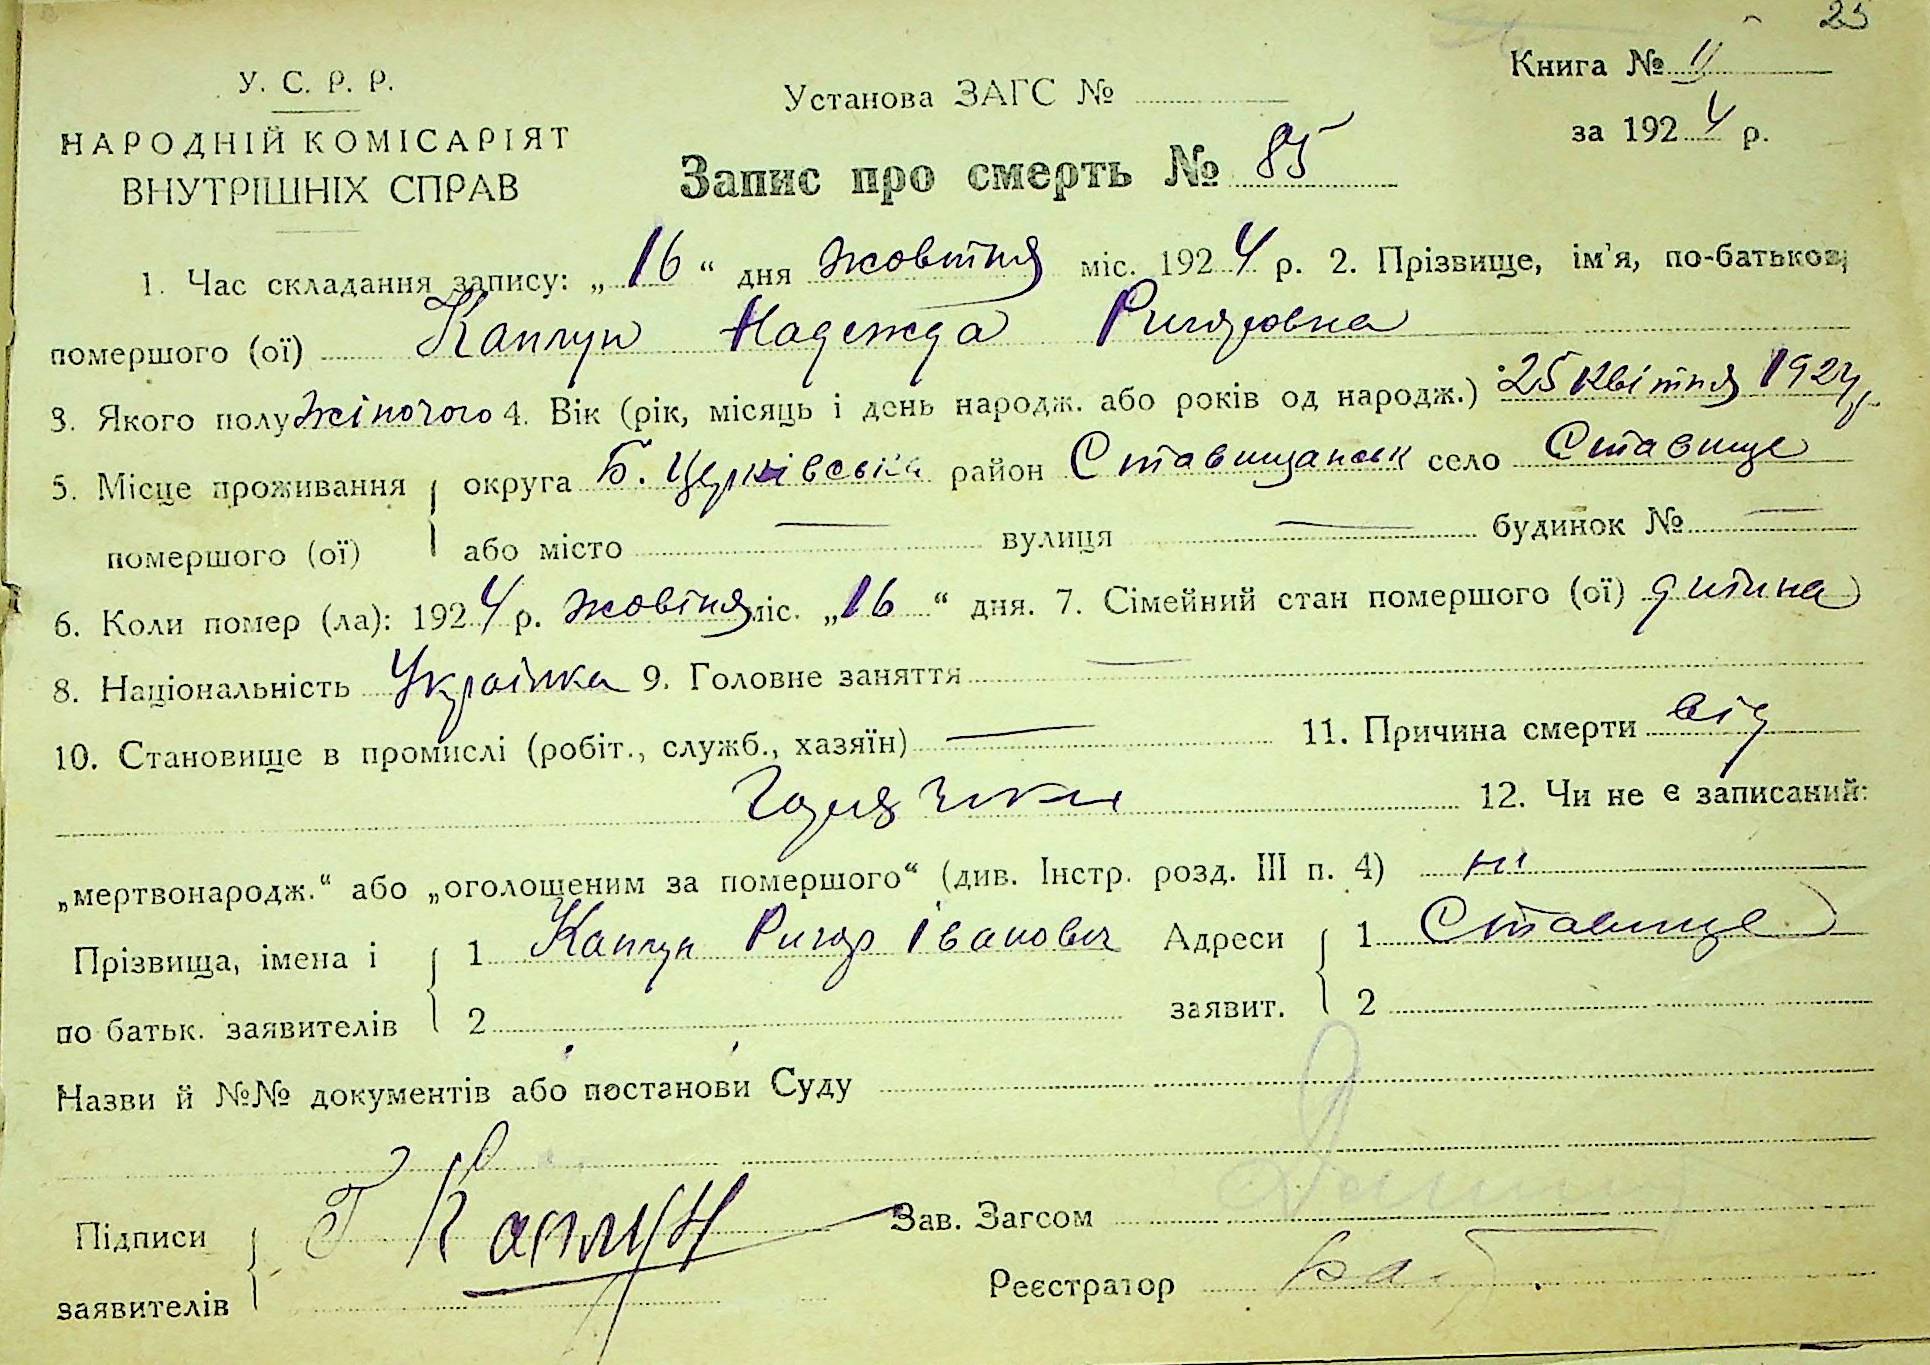 25
У. С. Р. Р.
НАРОДНІЙ КОМІСАРІЯТ
ВНУТРІШНІХ СПРАВ
Установа ЗАГС №
Книга № II
за 1924 р.
Запис про смерть № 85
1. Час складання запису: „16“ дня жовтня міс. 1924 р. 2. Прізвище, ім'я, по-батькові
помершого (ої) Каплун Надежда Ригоровна
3. Якого полу жіночого 4. Вік (рік, місяць і день народж. або років од народж.) 25 квітня 1924 р.
5. Місце проживання округа Б. Церківська район Ставищанськ село Ставище
помершого (ої) або місто — вулиця — будинок № —
6. Коли помер (ла): 1924 р. жовтня міс. „16“ дня. 7. Сімейний стан помершого (ої) дитина
8. Національність Українка 9. Головне заняття —
10. Становище в промислі (робіт., служб., хазяїн) — 11. Причина смерти від
12. Чи не є записаний:
„мертвонародж.“ або „оголошеним за помершого“ (див. Інстр. розд. III п. 4) ні
Прізвища, імена і 1 Каплун Ригор Іванович Адреси 1 Ставище
по батьк. заявителів 2 заявит. 2
Назви й №№ документів або постанови Суду
Підписи Г Каплун Зав. Загсом
заявителів Реєстратор